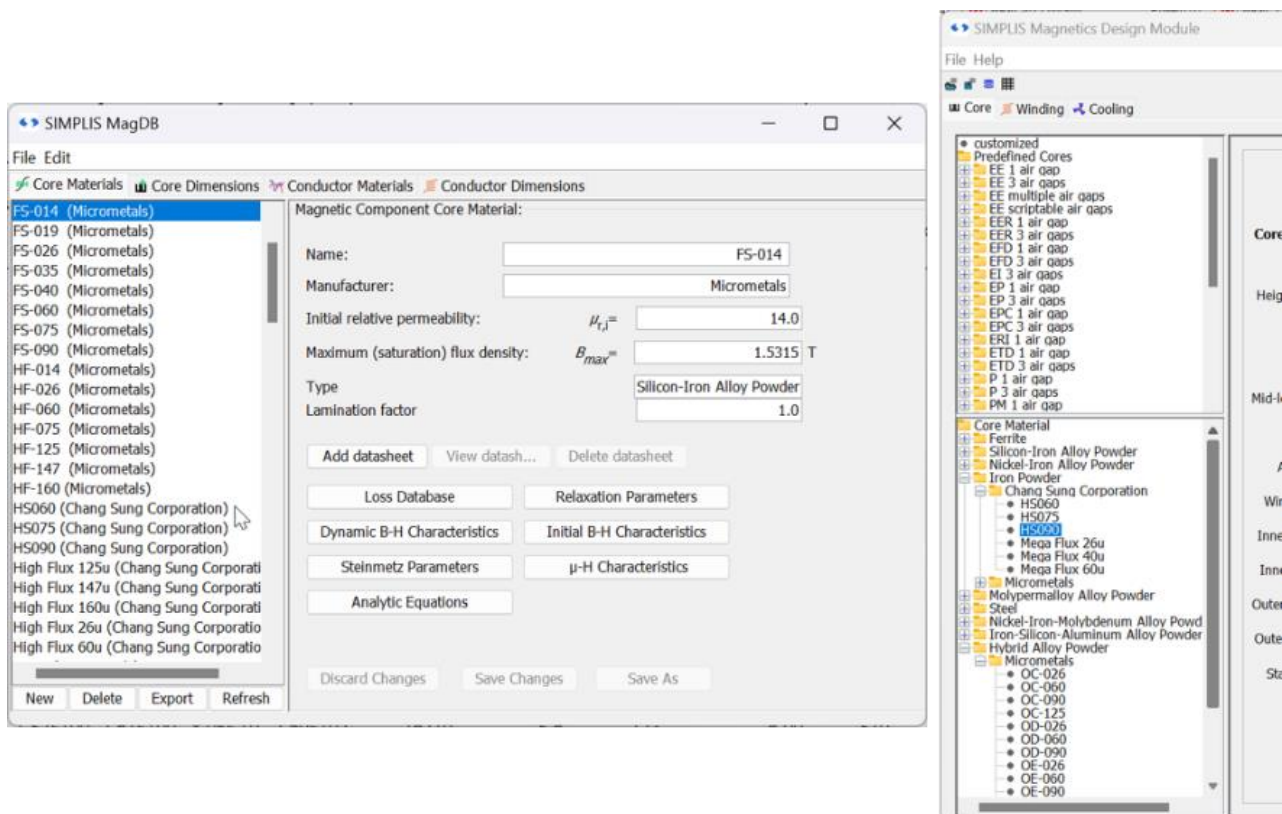 SIMPLIS MagDB
File Edit
Core Materials Core Dimensions Conductor Materials Conductor Dimensions
FS-014 (Micrometals)
FS-019 (Micrometals)
FS-026 (Micrometals)
FS-035 (Micrometals)
FS-040 (Micrometals)
FS-060 (Micrometals)
FS-075 (Micrometals)
FS-090 (Micrometals)
HF-014 (Micrometals)
HF-026 (Micrometals)
HF-060 (Micrometals)
HF-075 (Micrometals)
HF-125 (Micrometals)
HF-147 (Micrometals)
HF-160 (Micrometals)
HS060 (Chang Sung Corporation)
HS075 (Chang Sung Corporation)
HS090 (Chang Sung Corporation)
High Flux 125u (Chang Sung Corporati
High Flux 147u (Chang Sung Corporati
High Flux 160u (Chang Sung Corporati
High Flux 26u (Chang Sung Corporatio
High Flux 60u (Chang Sung Corporatio
New Delete Export Refresh
Magnetic Component Core Material:
Name: FS-014
Manufacturer: Micrometals
Initial relative permeability: μr,i= 14.0
Maximum (saturation) flux density: Bmax= 1.5315 T
Type Silicon-Iron Alloy Powder
Lamination factor 1.0
Add datasheet View datash... Delete datasheet
Loss Database Relaxation Parameters
Dynamic B-H Characteristics Initial B-H Characteristics
Steinmetz Parameters μ-H Characteristics
Analytic Equations
Discard Changes Save Changes Save As
SIMPLIS Magnetics Design Module
File Help
Core Winding Cooling
customized
Predefined Cores
EE 1 air gap
EE 3 air gaps
EE multiple air gaps
EE scriptable air gaps
EER 1 air gap
EER 3 air gaps
EFD 1 air gap
EFD 3 air gaps
EI 3 air gaps
EP 1 air gap
EP 3 air gaps
EPC 1 air gap
EPC 3 air gaps
ERI 1 air gap
ETD 1 air gap
ETD 3 air gaps
P 1 air gap
P 3 air gaps
PM 1 air gap
Core Material
Ferrite
Silicon-Iron Alloy Powder
Nickel-Iron Alloy Powder
Iron Powder
Chang Sung Corporation
HS060
HS075
HS090
Mega Flux 26u
Mega Flux 40u
Mega Flux 60u
Micrometals
Molypermalloy Alloy Powder
Steel
Nickel-Iron-Molybdenum Alloy Powd
Iron-Silicon-Aluminum Alloy Powder
Hybrid Alloy Powder
Micrometals
OC-026
OC-060
OC-090
OC-125
OD-026
OD-060
OD-090
OE-026
OE-060
OE-090
Core
Heig
Mid-l
Wi
Inne
Inne
Outer
Oute
Sta